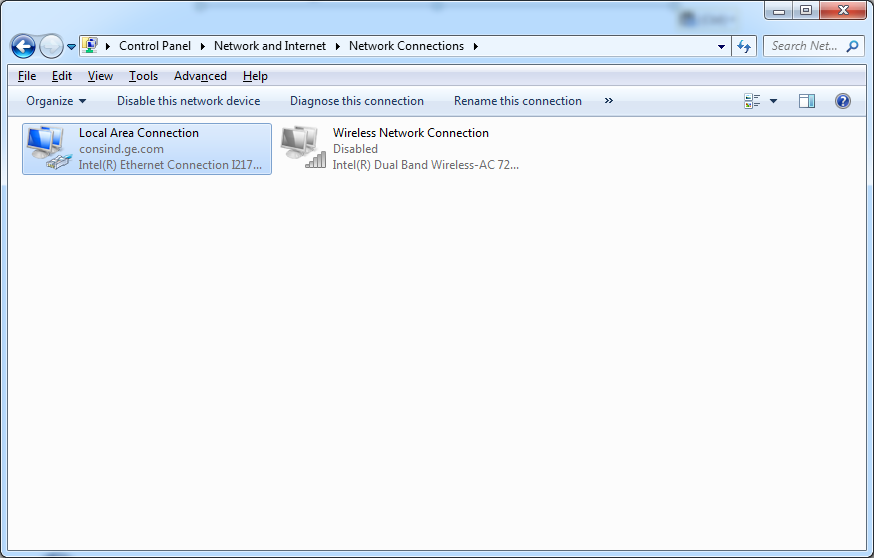 Control Panel Network and Internet Network Connections
Search Net...
File Edit View Tools Advanced Help
Organize Disable this network device Diagnose this connection Rename this connection »
Local Area Connection
consind.ge.com
Intel(R) Ethernet Connection I217...
Wireless Network Connection
Disabled
Intel(R) Dual Band Wireless-AC 72...